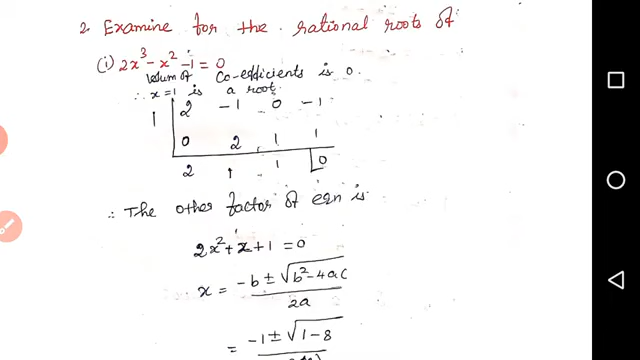 2. Examine for the rational roots of
(i) 2x³ - x² - 1 = 0
sum of co-efficients is 0.
∴ x = 1 is a root.
1 | 2 -1 0 -1
0 2 1 1
2 1 1 |0
∴ The other factor of eqn is
2x² + x + 1 = 0
x = (-b ± √(b² - 4ac))/2a
= (-1 ± √(1 - 8))/